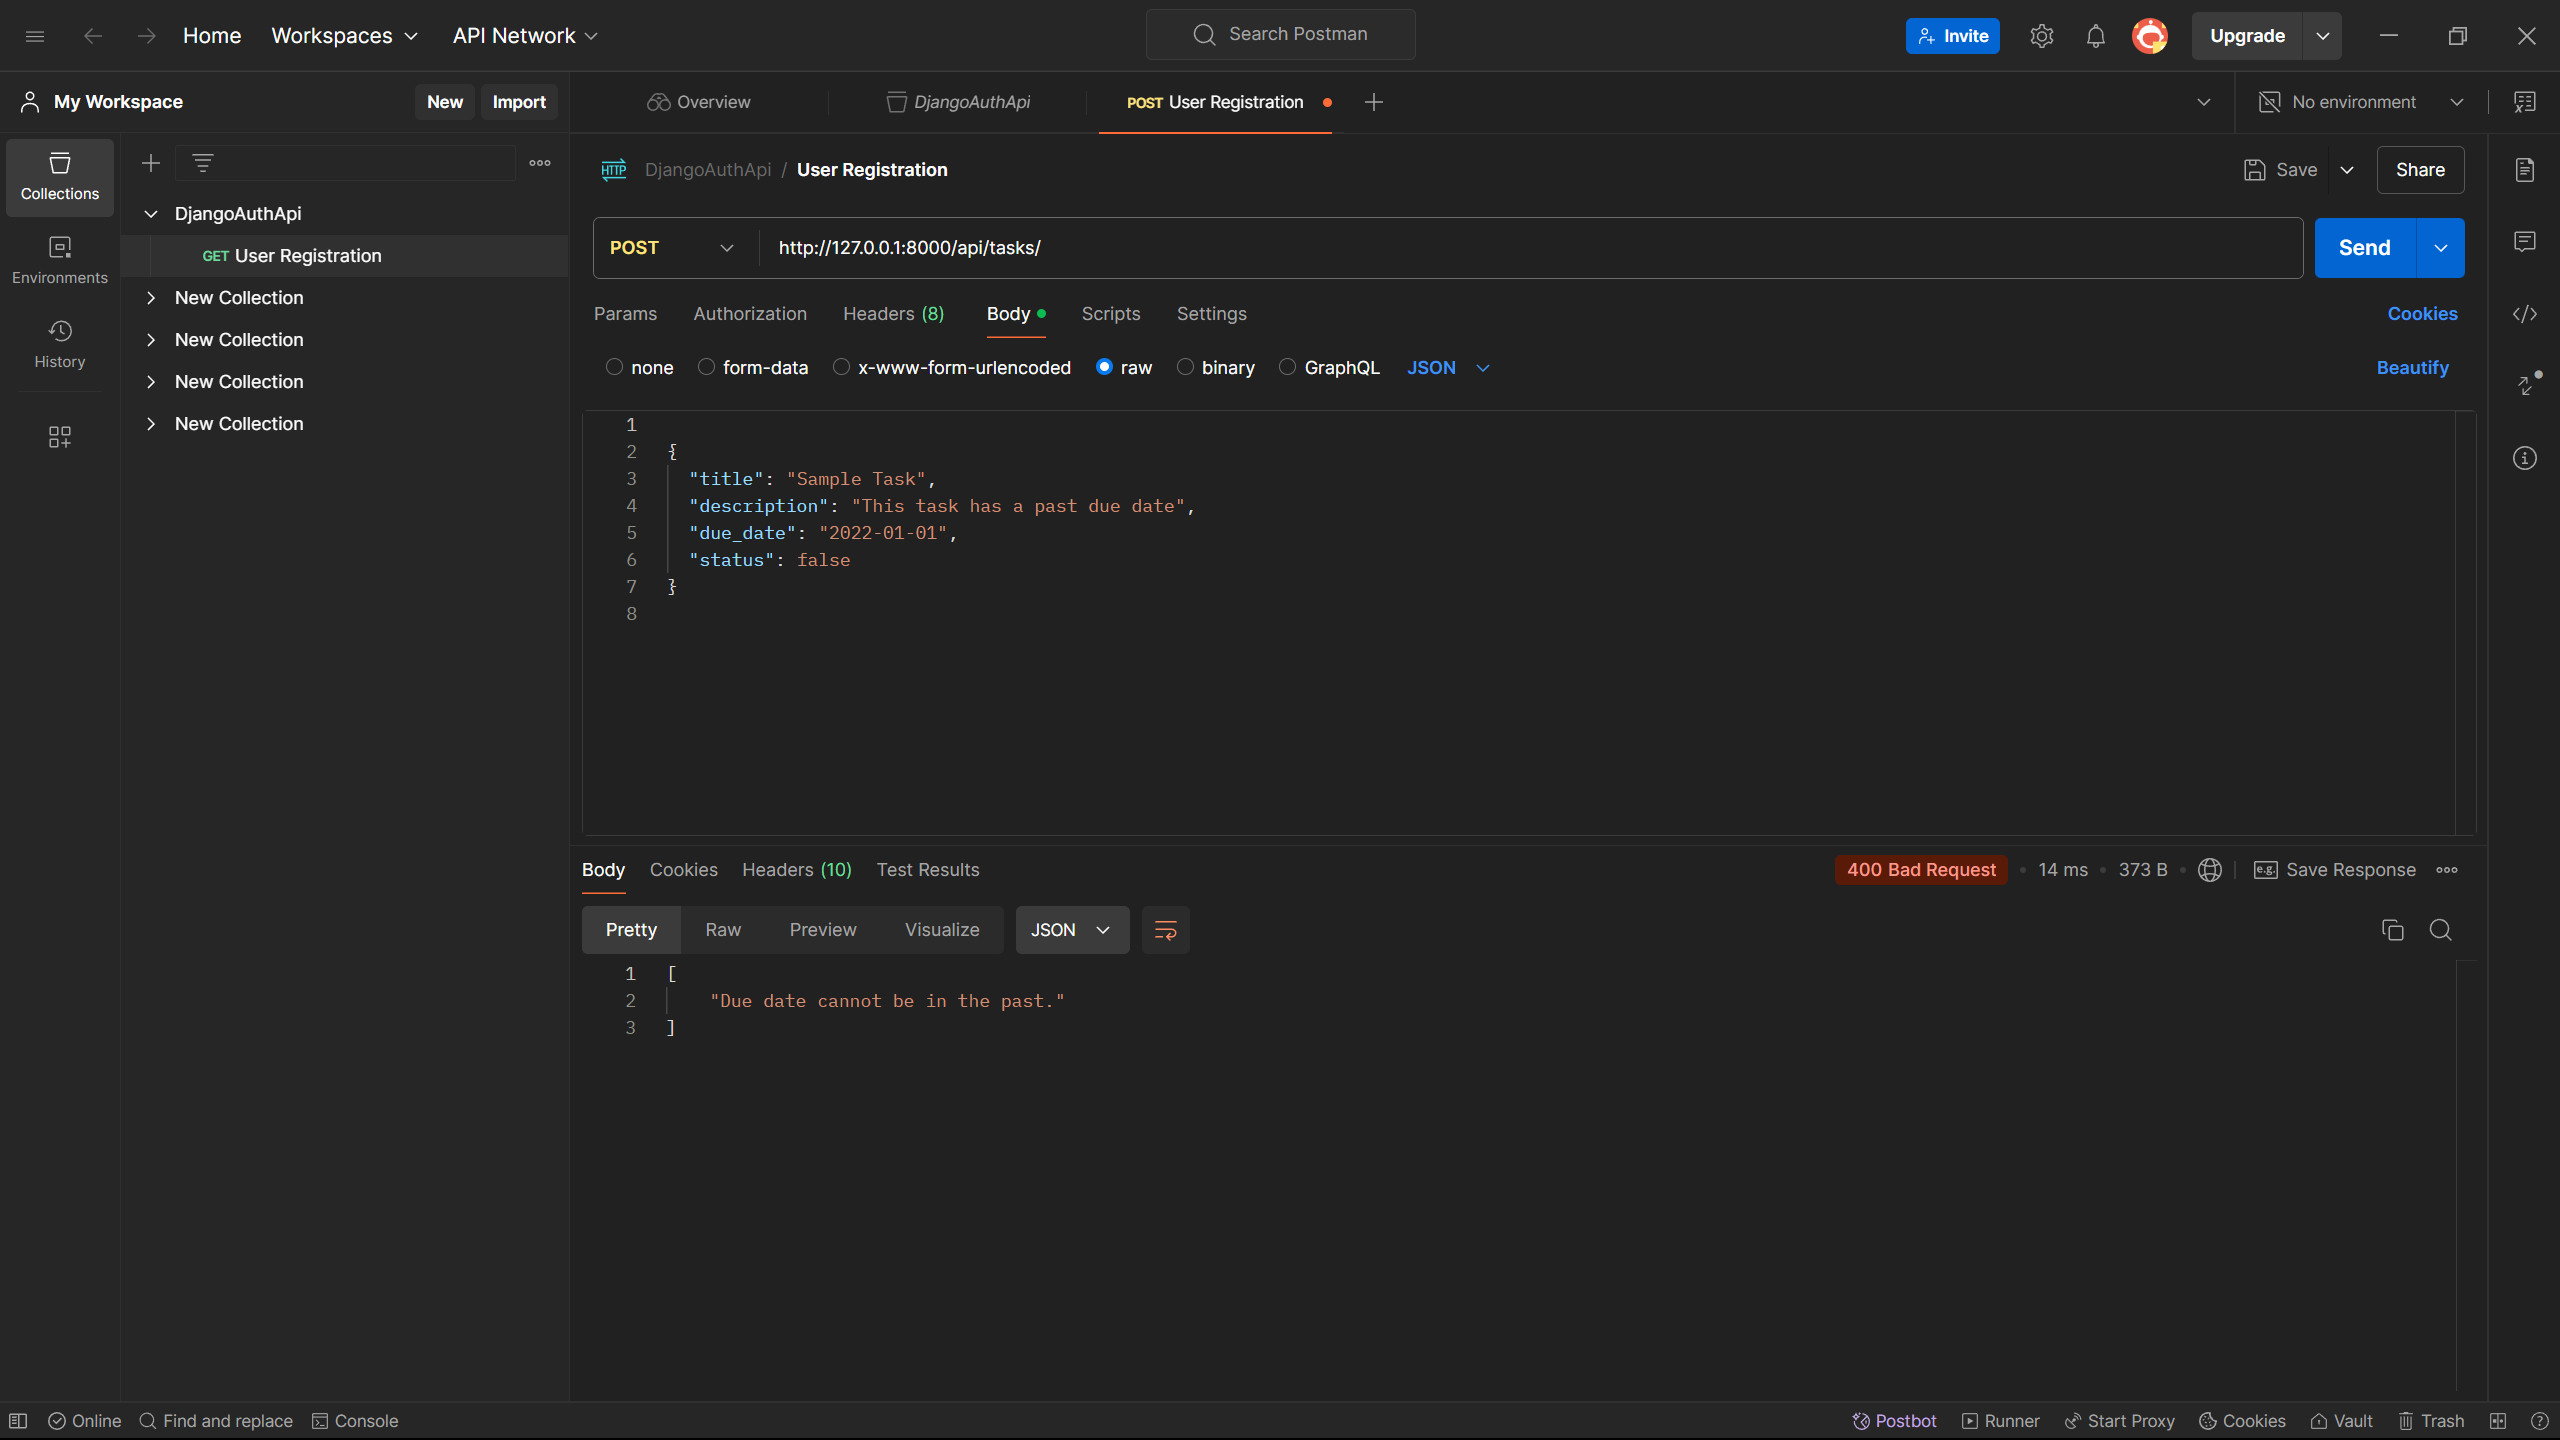 Home Workspaces API Network Search Postman Invite Upgrade
My Workspace New Import Overview DjangoAuthApi POST User Registration No environment
Collections
Environments
History
DjangoAuthApi
GET User Registration
New Collection
New Collection
New Collection
New Collection
HTTP DjangoAuthApi / User Registration Save Share
POST http://127.0.0.1:8000/api/tasks/ Send
Params Authorization Headers (8) Body Scripts Settings Cookies
none form-data x-www-form-urlencoded raw binary GraphQL JSON Beautify
1
2 {
3 "title": "Sample Task",
4 "description": "This task has a past due date",
5 "due_date": "2022-01-01",
6 "status": false
7 }
8
Body Cookies Headers (10) Test Results 400 Bad Request • 14 ms • 373 B • e.g. Save Response
Pretty Raw Preview Visualize JSON
1 [
2 "Due date cannot be in the past."
3 ]
Online Find and replace Console Postbot Runner Start Proxy Cookies Vault Trash